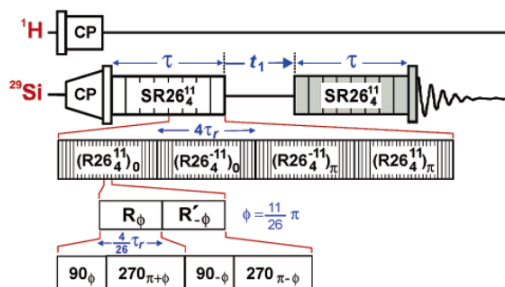 ¹H CP
τ t₁ τ
²⁹Si CP SR26₄¹¹ SR26₄¹¹
4τᵣ
(R26₄¹¹)₀ (R26₄⁻¹¹)₀ (R26₄⁻¹¹)π (R26₄¹¹)π
Rϕ R′₋ϕ ϕ = 11/26 π
4/26 τᵣ
90ϕ 270π+ϕ 90₋ϕ 270π−ϕ